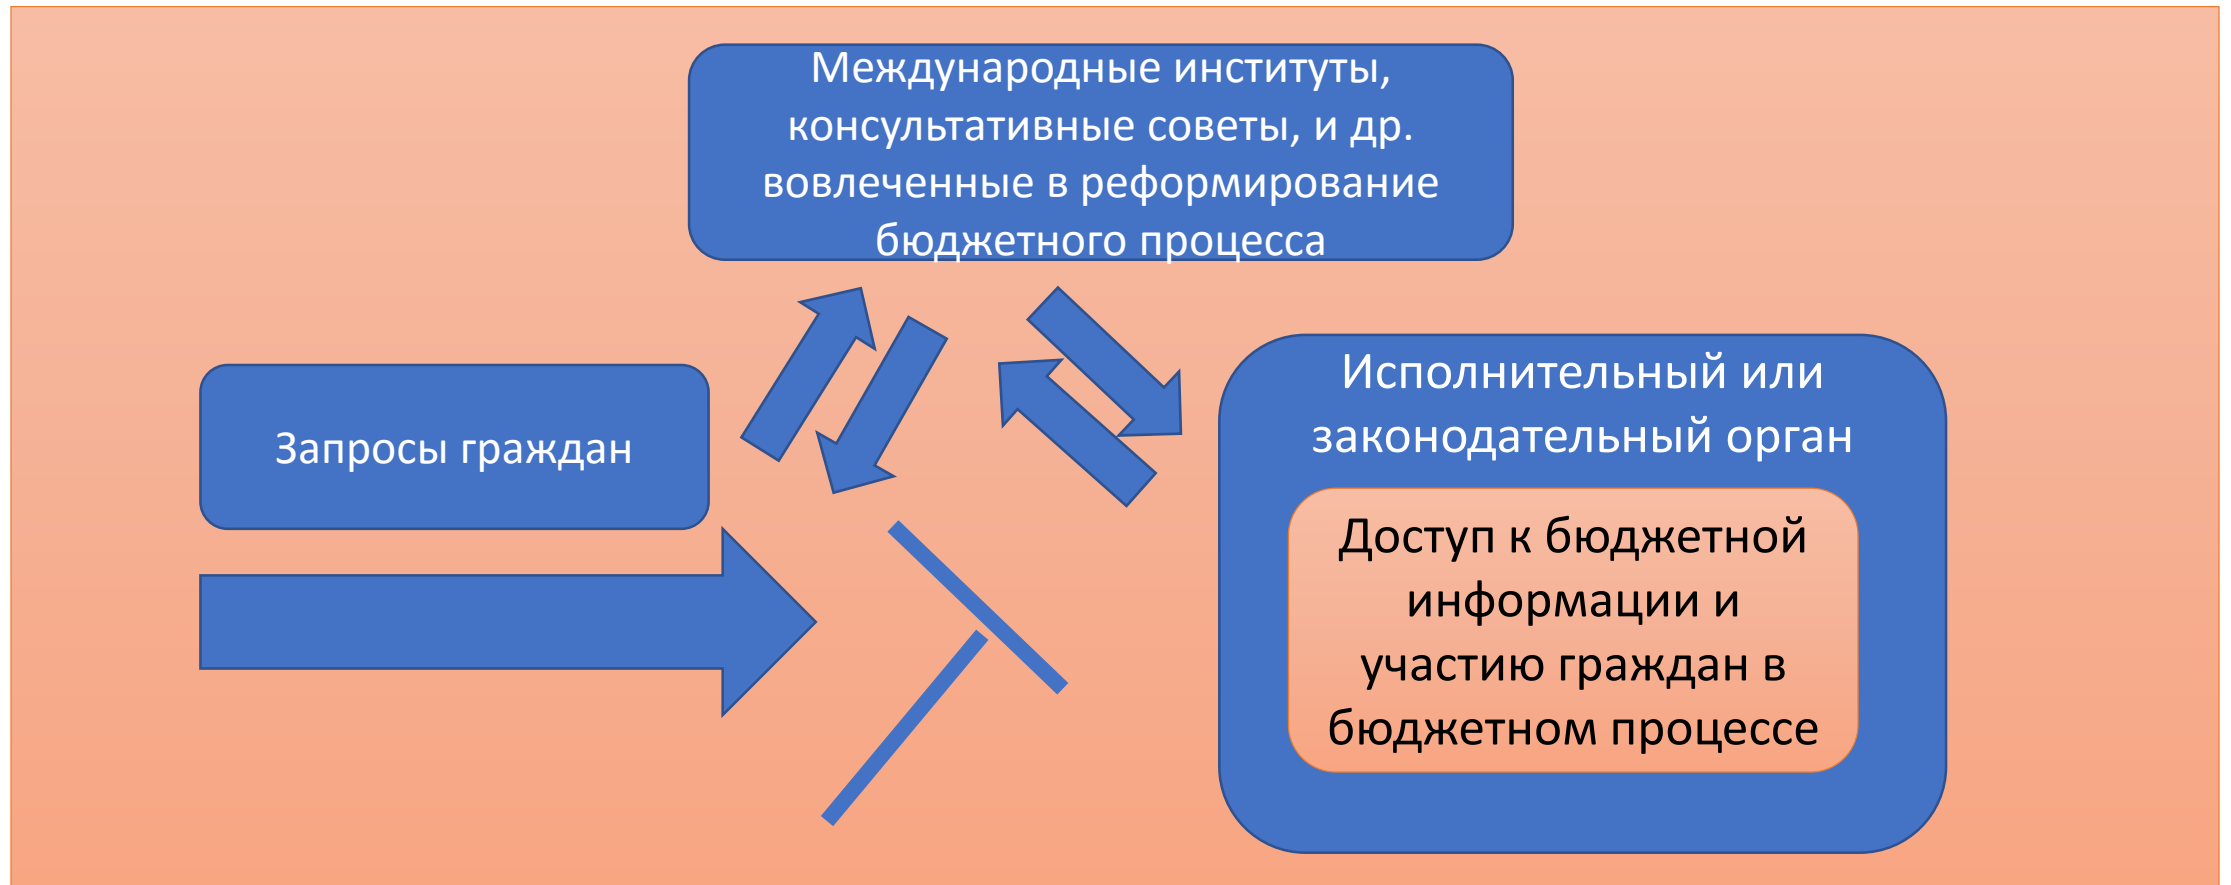 Международные институты,
консультативные советы, и др.
вовлеченные в реформирование
бюджетного процесса
Запросы граждан
Исполнительный или
законодательный орган
Доступ к бюджетной
информации и
участию граждан в
бюджетном процессе